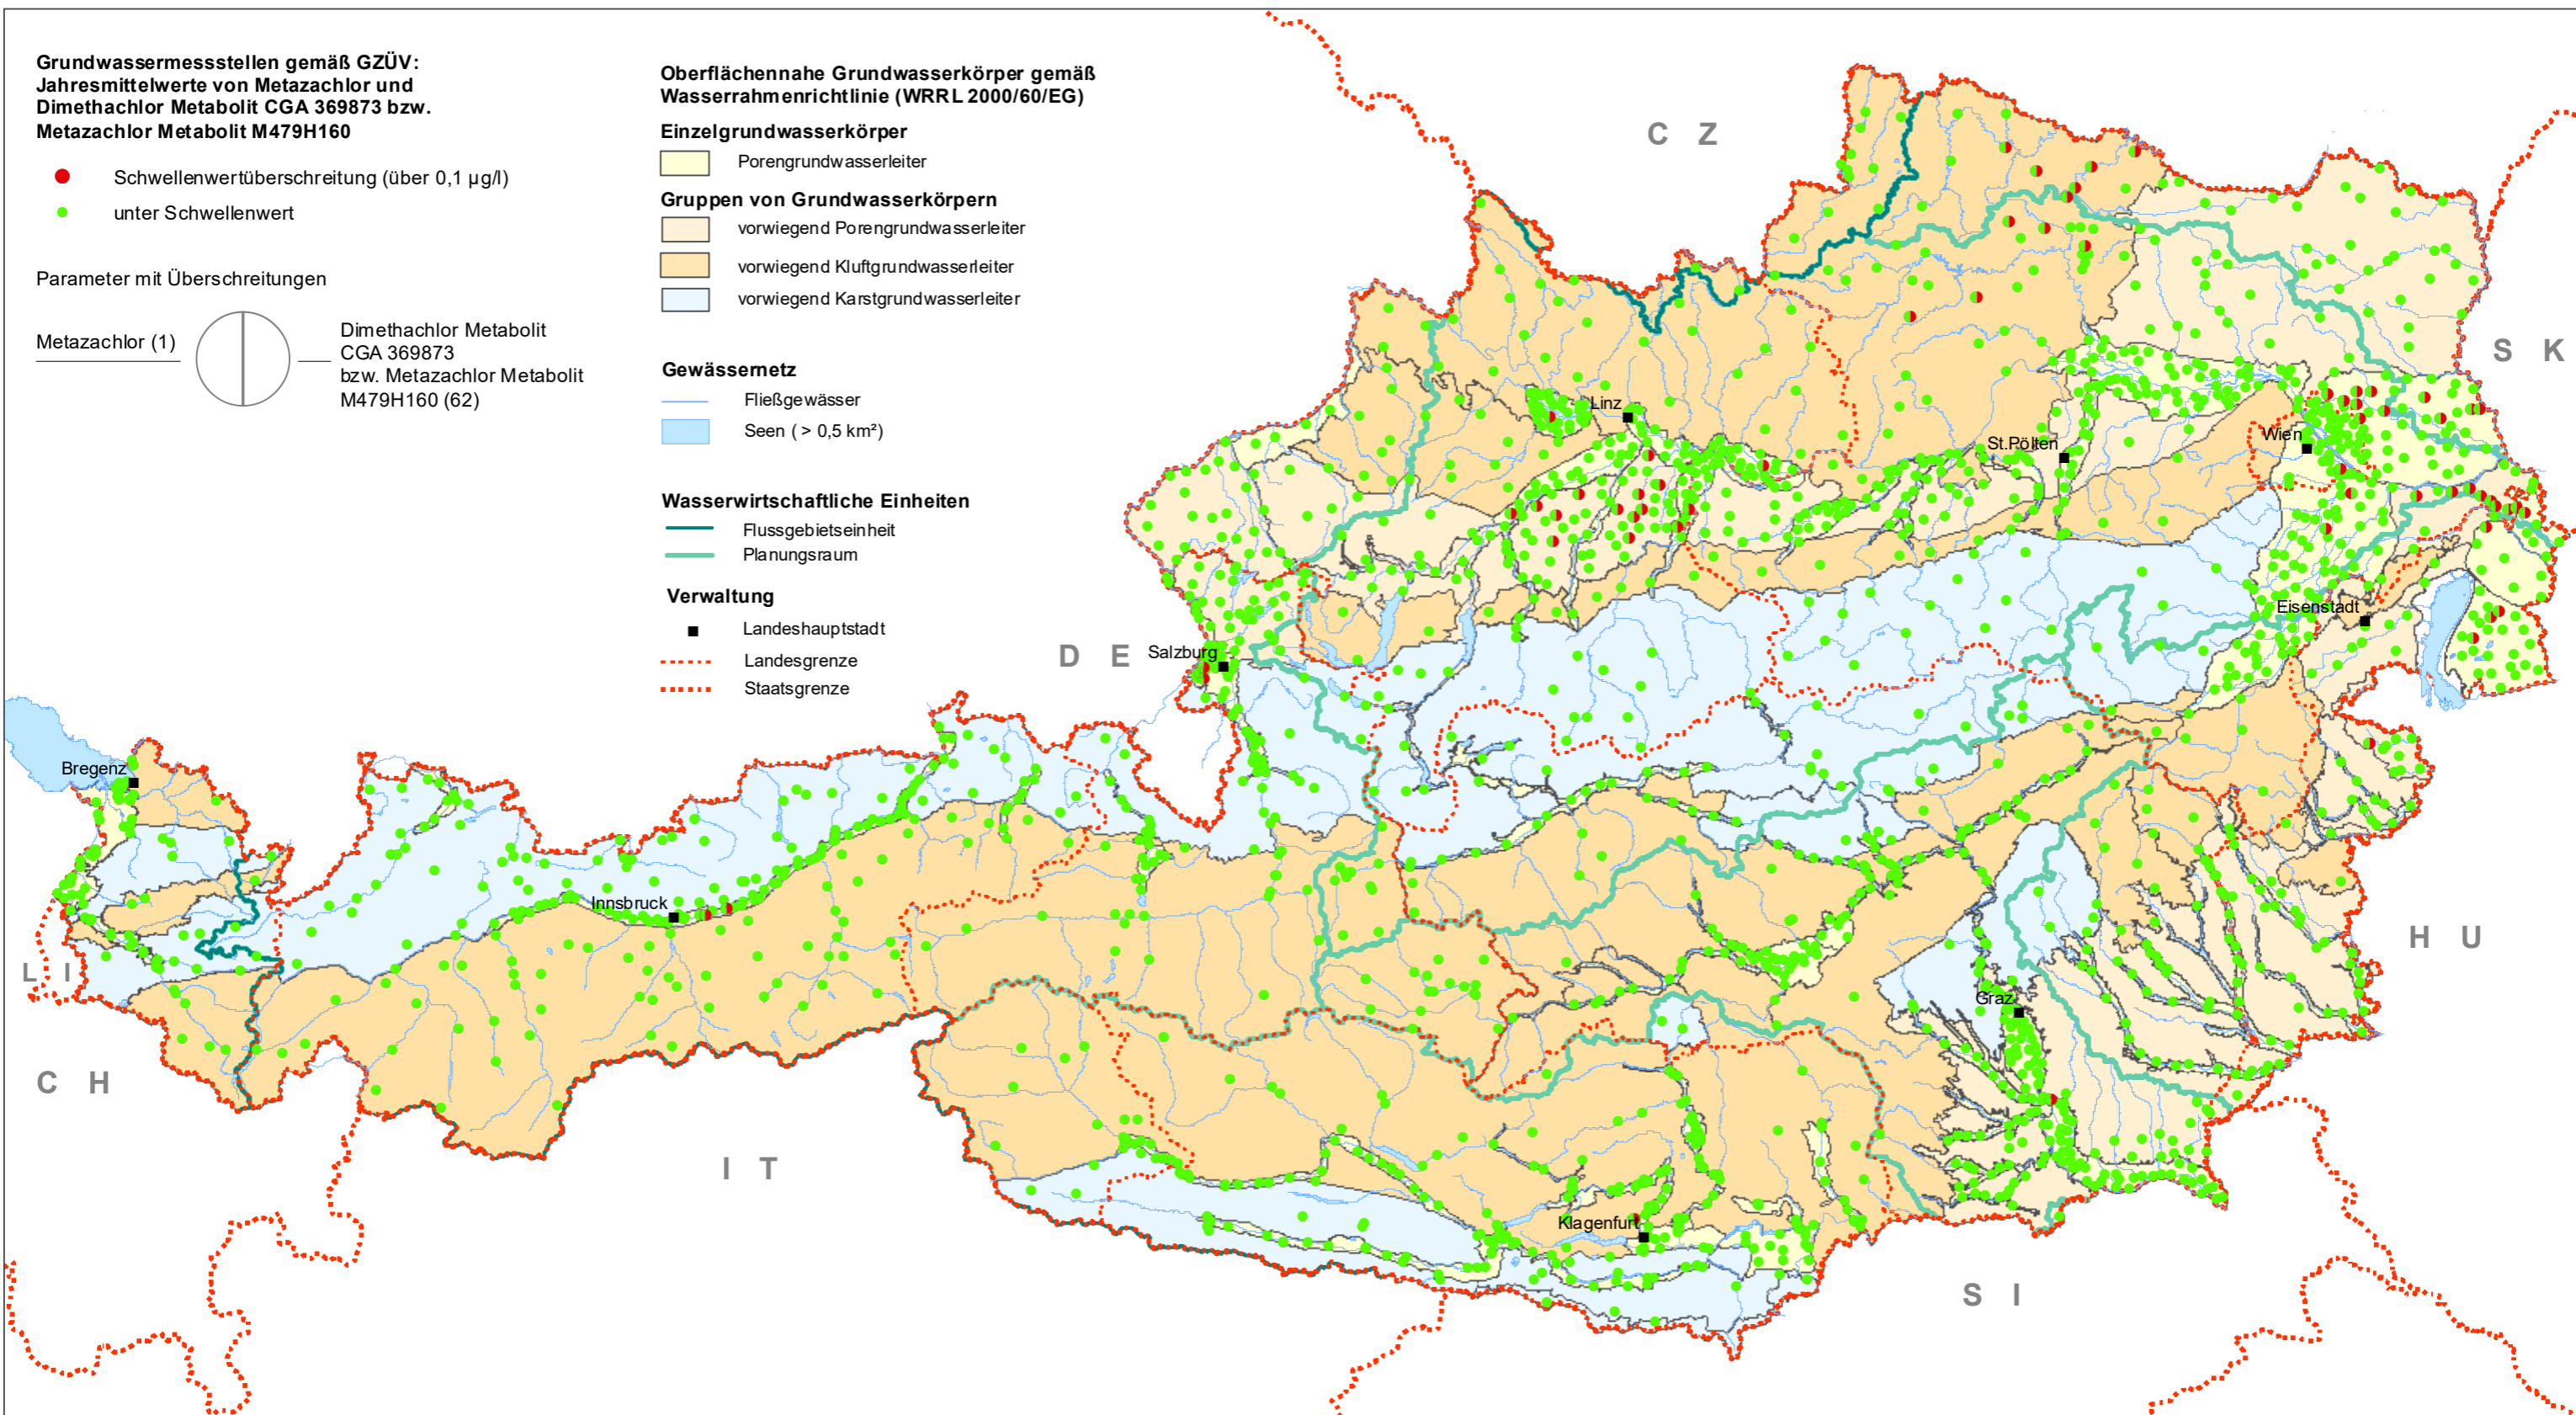 Grundwassermessstellen gemäß GZÜV:
Jahresmittelwerte von Metazachlor und
Dimethachlor Metabolit CGA 369873 bzw.
Metazachlor Metabolit M479H160
Schwellenwertüberschreitung (über 0,1 µg/l)
unter Schwellenwert
Parameter mit Überschreitungen
Metazachlor (1)
Dimethachlor Metabolit
CGA 369873
bzw. Metazachlor Metabolit
M479H160 (62)
Oberflächennahe Grundwasserkörper gemäß
Wasserrahmenrichtlinie (WRRL 2000/60/EG)
Einzelgrundwasserkörper
Porengrundwasserleiter
Gruppen von Grundwasserkörpern
vorwiegend Porengrundwasserleiter
vorwiegend Kluftgrundwasserleiter
vorwiegend Karstgrundwasserleiter
Gewässernetz
Fließgewässer
Seen ( > 0,5 km²)
Wasserwirtschaftliche Einheiten
Flussgebietseinheit
Planungsraum
Verwaltung
Landeshauptstadt
Landesgrenze
Staatsgrenze
C Z
S K
Linz
St.Pölten
Wien
Eisenstadt
D E
Salzburg
Bregenz
Innsbruck
L I
H U
Graz
C H
I T
Klagenfurt
S I